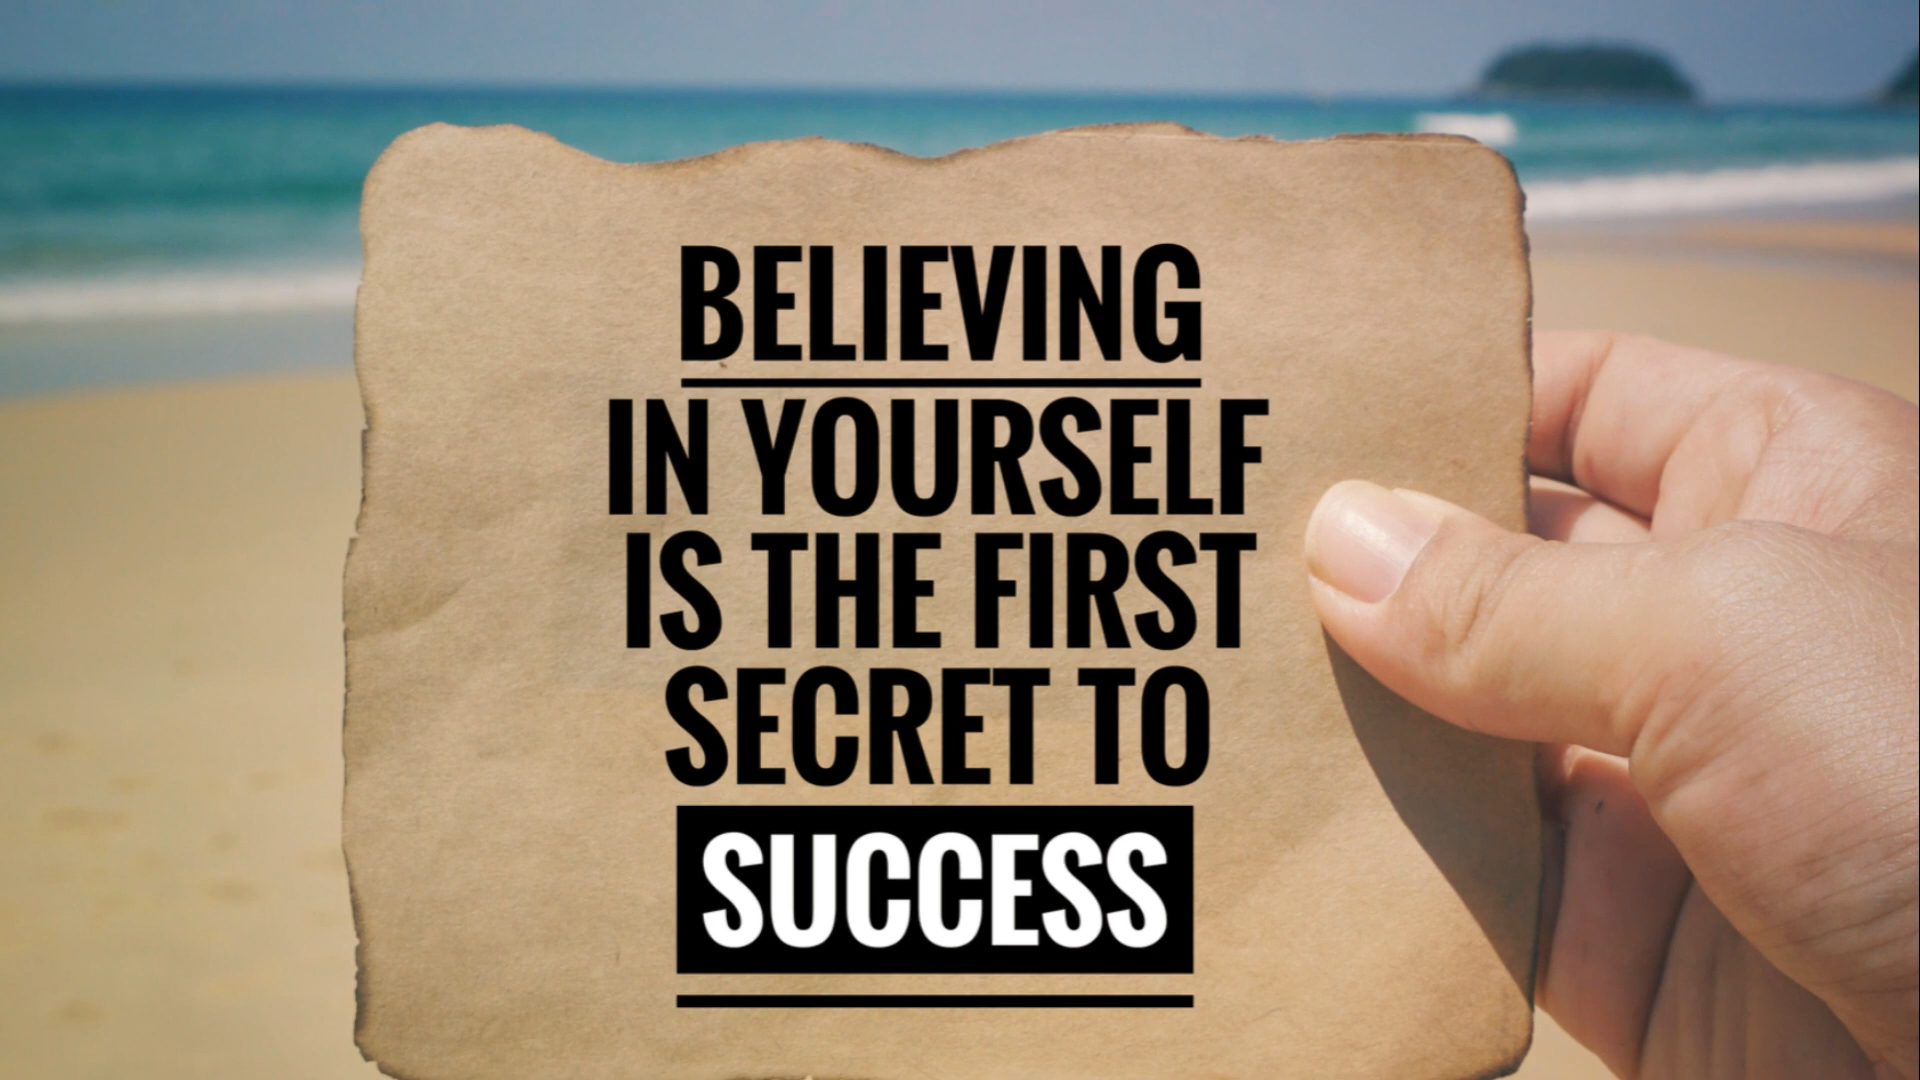 BELIEVING
IN YOURSELF
IS THE FIRST
SECRET TO
SUCCESS